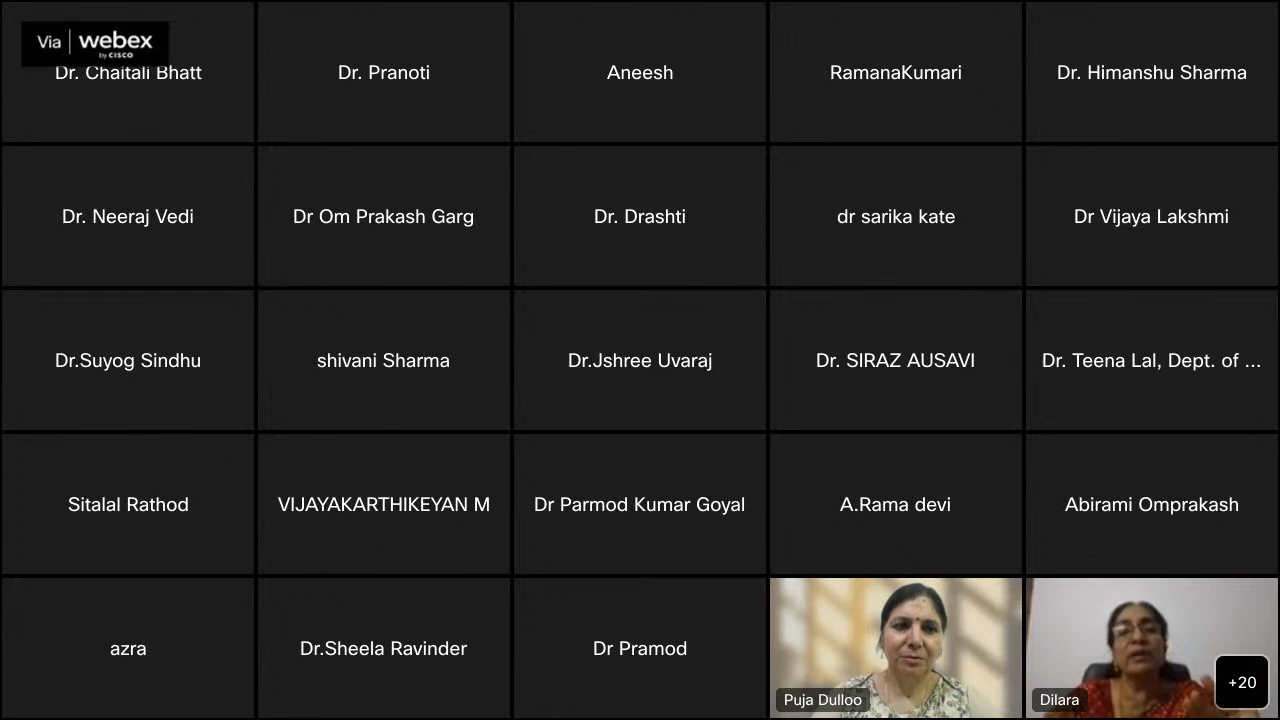 Via webex
by CISCO
Dr. Chaitali Bhatt
Dr. Pranoti
Aneesh
RamanaKumari
Dr. Himanshu Sharma
Dr. Neeraj Vedi
Dr Om Prakash Garg
Dr. Drashti
dr sarika kate
Dr Vijaya Lakshmi
Dr.Suyog Sindhu
shivani Sharma
Dr.Jshree Uvaraj
Dr. SIRAZ AUSAVI
Dr. Teena Lal, Dept. of ...
Sitalal Rathod
VIJAYAKARTHIKEYAN M
Dr Parmod Kumar Goyal
A.Rama devi
Abirami Omprakash
azra
Dr.Sheela Ravinder
Dr Pramod
Puja Dulloo
Dilara
+20